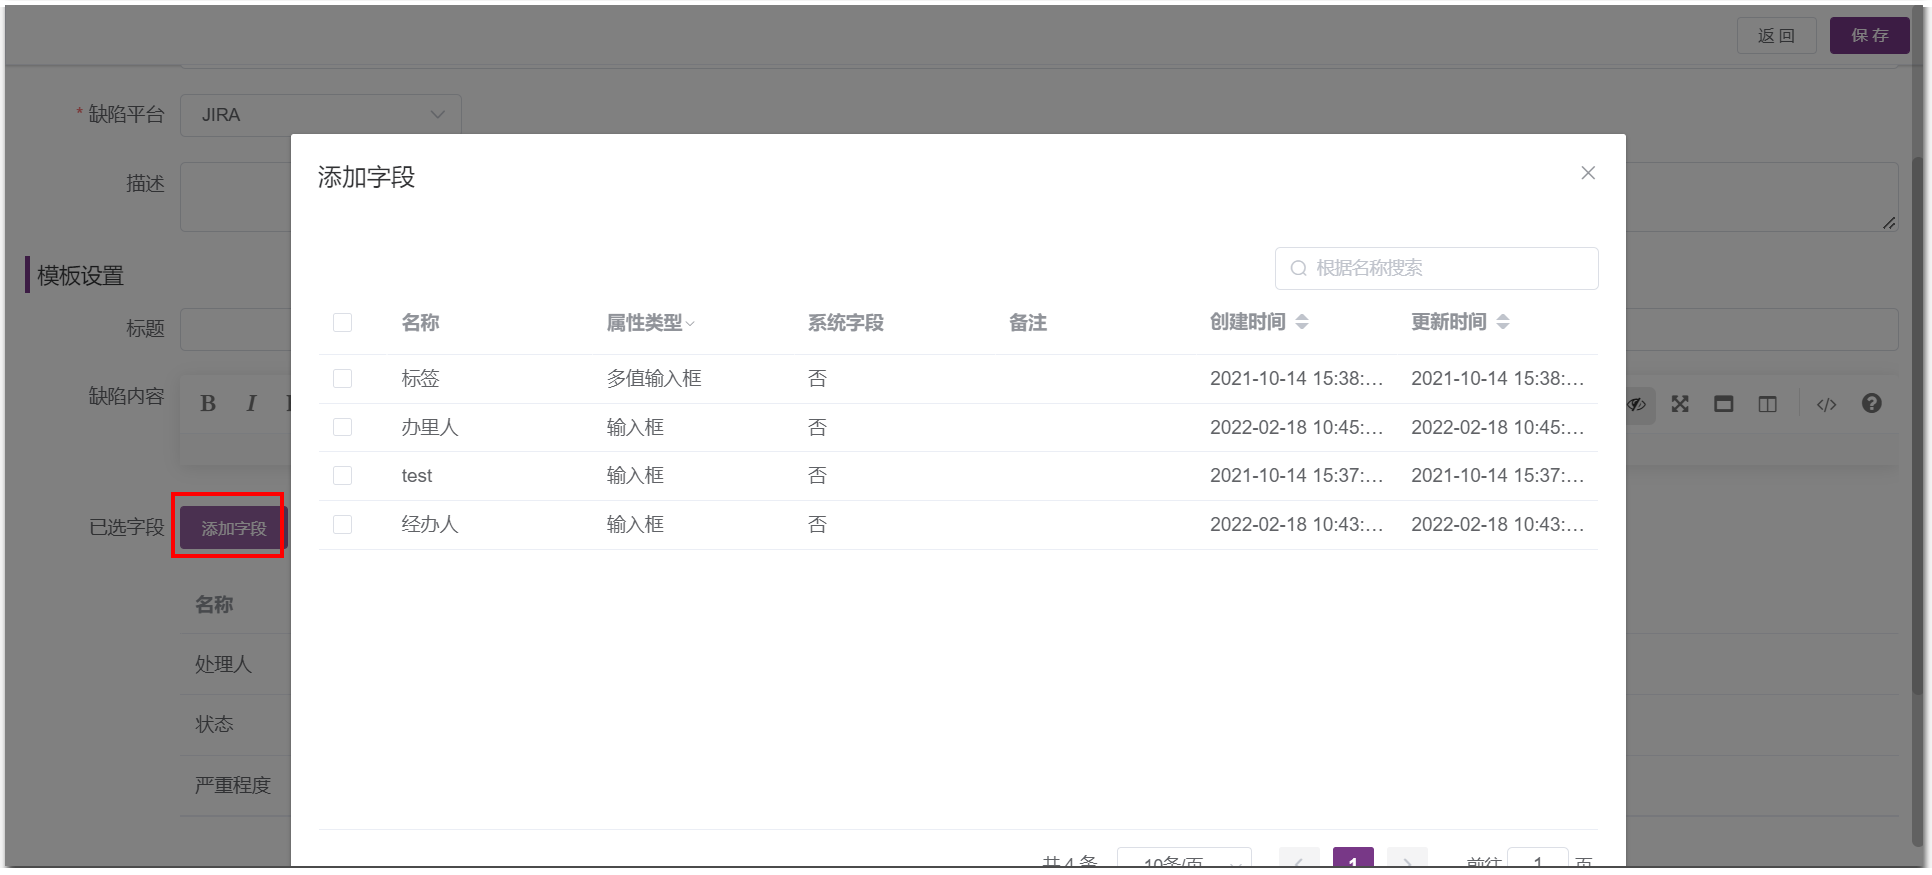 返 回
保 存
* 缺陷平台
JIRA
添加字段
描述
根据名称搜索
模板设置
名称 属性类型 系统字段 备注 创建时间 更新时间
标题
标签 多值输入框 否 2021-10-14 15:38:... 2021-10-14 15:38:...
缺陷内容
B I </>
办里人 输入框 否 2022-02-18 10:45:... 2022-02-18 10:45:...
test 输入框 否 2021-10-14 15:37:... 2021-10-14 15:37:...
已选字段 添加字段
经办人 输入框 否 2022-02-18 10:43:... 2022-02-18 10:43:...
名称
处理人
状态
严重程度
共 4 条 10条/页 1 前往 1 页